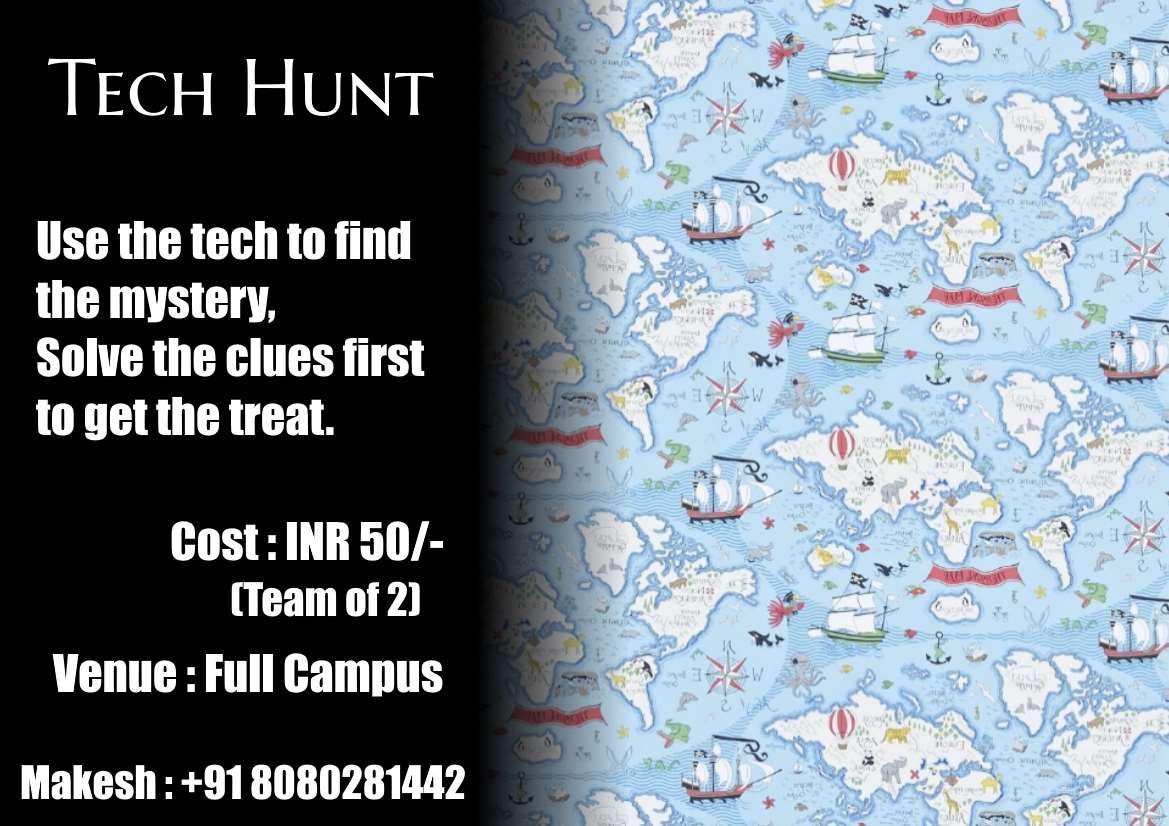 Tech Hunt
Use the tech to find
the mystery,
Solve the clues first
to get the treat.
Cost : INR 50/-
(Team of 2)
Venue : Full Campus
Makesh : +91 8080281442